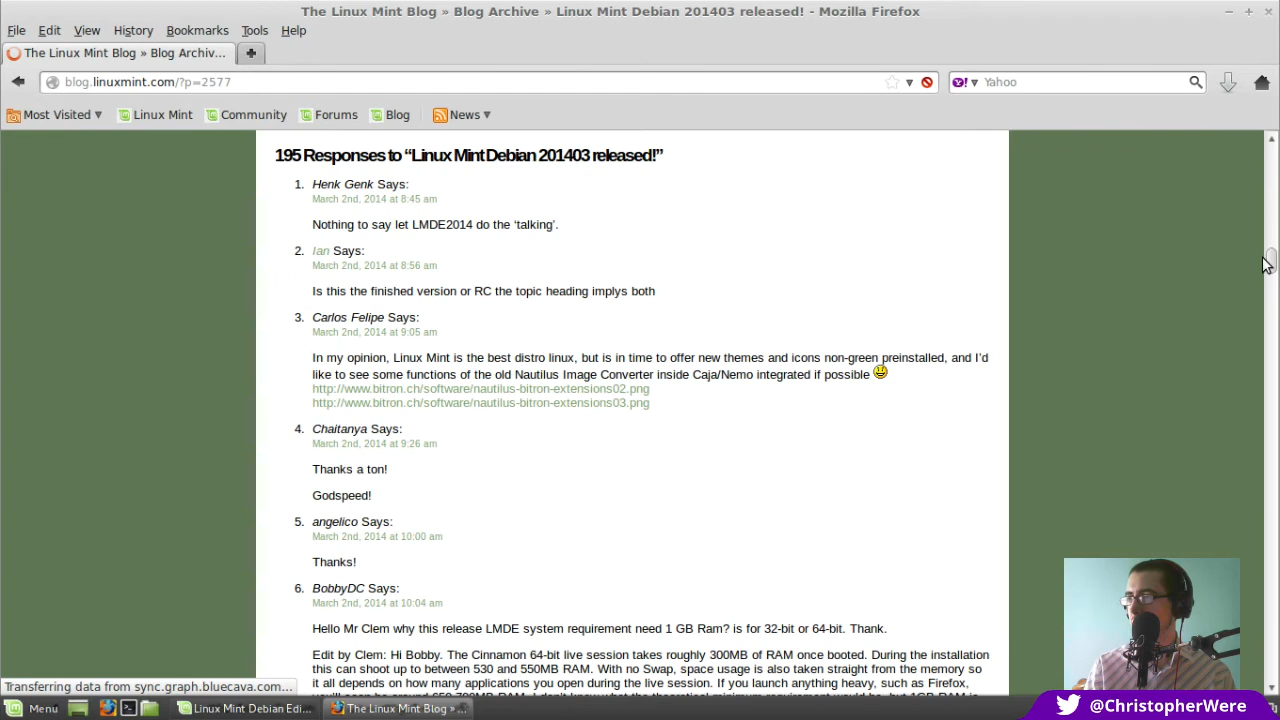 The Linux Mint Blog » Blog Archive » Linux Mint Debian 201403 released! - Mozilla Firefox
File Edit View History Bookmarks Tools Help
The Linux Mint Blog » Blog Archiv...
blog.linuxmint.com/?p=2577
Yahoo
Most Visited Linux Mint Community Forums Blog News
195 Responses to “Linux Mint Debian 201403 released!”
1. Henk Genk Says:
March 2nd, 2014 at 8:45 am
Nothing to say let LMDE2014 do the ‘talking’.
2. Ian Says:
March 2nd, 2014 at 8:56 am
Is this the finished version or RC the topic heading implys both
3. Carlos Felipe Says:
March 2nd, 2014 at 9:05 am
In my opinion, Linux Mint is the best distro linux, but is in time to offer new themes and icons non-green preinstalled, and I’d
like to see some functions of the old Nautilus Image Converter inside Caja/Nemo integrated if possible
http://www.bitron.ch/software/nautilus-bitron-extensions02.png
http://www.bitron.ch/software/nautilus-bitron-extensions03.png
4. Chaitanya Says:
March 2nd, 2014 at 9:26 am
Thanks a ton!
Godspeed!
5. angelico Says:
March 2nd, 2014 at 10:00 am
Thanks!
6. BobbyDC Says:
March 2nd, 2014 at 10:04 am
Hello Mr Clem why this release LMDE system requirement need 1 GB Ram? is for 32-bit or 64-bit. Thank.
Edit by Clem: Hi Bobby. The Cinnamon 64-bit live session takes roughly 300MB of RAM once booted. During the installation
this can shoot up to between 530 and 550MB RAM. With no Swap, space usage is also taken straight from the memory so
it all depends on how many applications you open during the live session. If you launch anything heavy, such as Firefox,
Transferring data from sync.graph.bluecava.com...
Menu Linux Mint Debian Edi... The Linux Mint Blog »...
@ChristopherWere